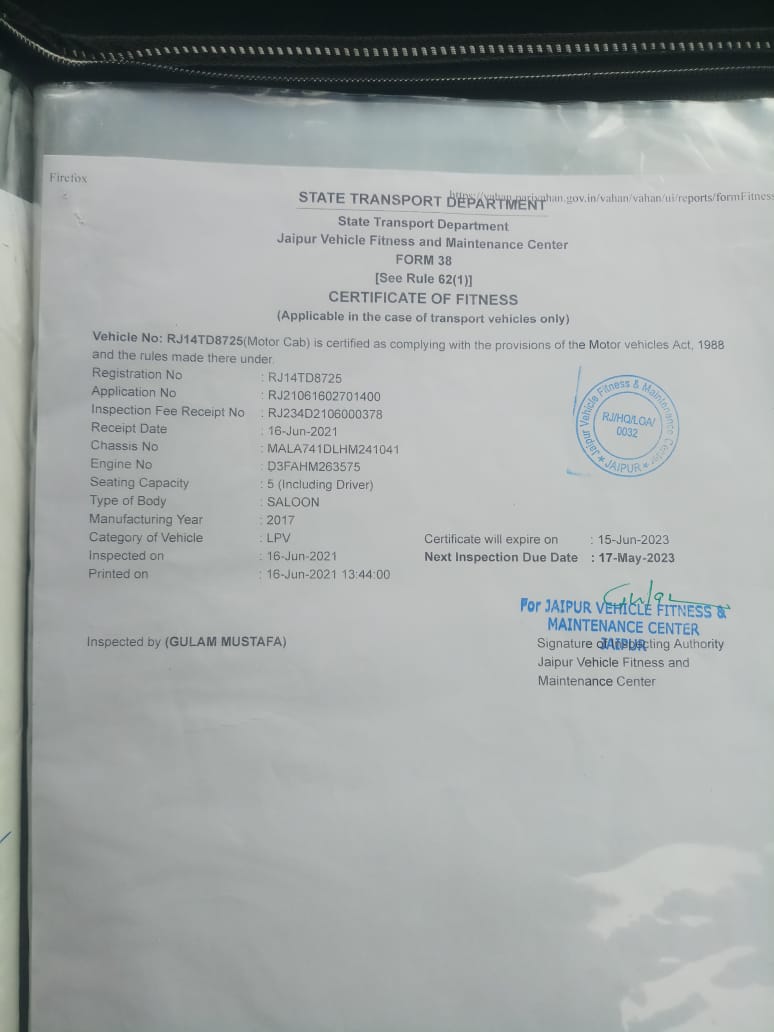 Firefox
https://vahan.parivahan.gov.in/vahan/vahan/ui/reports/formFitness
STATE TRANSPORT DEPARTMENT
State Transport Department
Jaipur Vehicle Fitness and Maintenance Center
FORM 38
[See Rule 62(1)]
CERTIFICATE OF FITNESS
(Applicable in the case of transport vehicles only)
Vehicle No: RJ14TD8725(Motor Cab) is certified as complying with the provisions of the Motor vehicles Act, 1988
and the rules made there under.
Registration No : RJ14TD8725
Application No : RJ21061602701400
Inspection Fee Receipt No : RJ234D2106000378
Receipt Date : 16-Jun-2021
Chassis No : MALA741DLHM241041
Engine No : D3FAHM263575
Seating Capacity : 5 (Including Driver)
Type of Body : SALOON
Manufacturing Year : 2017
Category of Vehicle : LPV Certificate will expire on : 15-Jun-2023
Inspected on : 16-Jun-2021 Next Inspection Due Date : 17-May-2023
Printed on : 16-Jun-2021 13:44:00
Jaipur Vehicle Fitness & Maintenance Center
RJ/HQ/LOA/
0032
★ JAIPUR ★
For JAIPUR VEHICLE FITNESS &
MAINTENANCE CENTER
JAIPUR
Inspected by (GULAM MUSTAFA)
Signature of Inspecting Authority
Jaipur Vehicle Fitness and
Maintenance Center